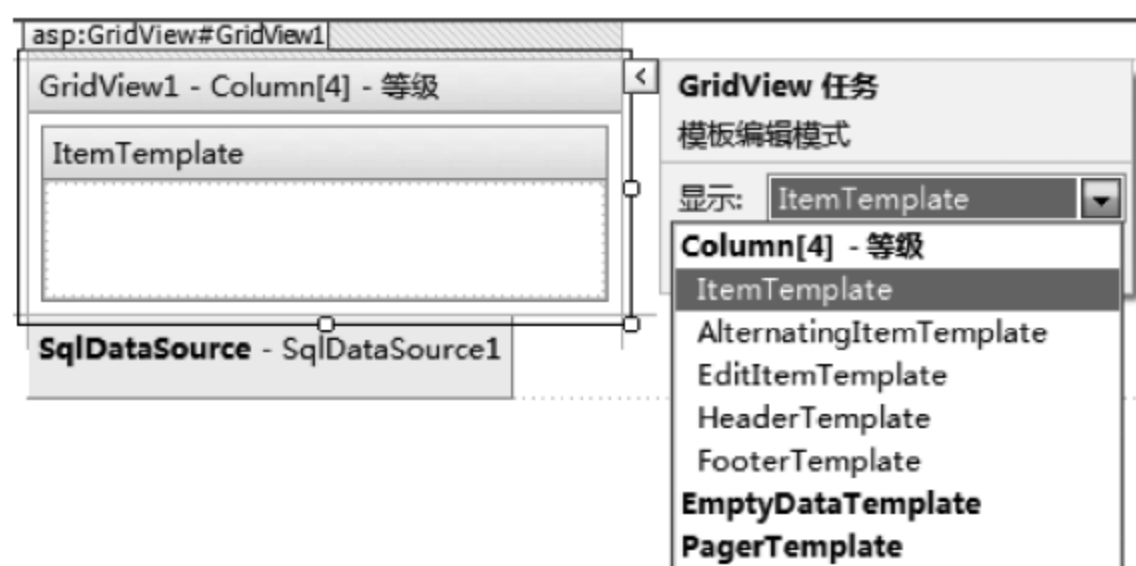 asp:GridView#GridView1
GridView1 - Column[4] - 等级
ItemTemplate
SqlDataSource - SqlDataSource1
<
GridView 任务
模板编辑模式
显示: ItemTemplate
Column[4] - 等级
ItemTemplate
AlternatingItemTemplate
EditItemTemplate
HeaderTemplate
FooterTemplate
EmptyDataTemplate
PagerTemplate